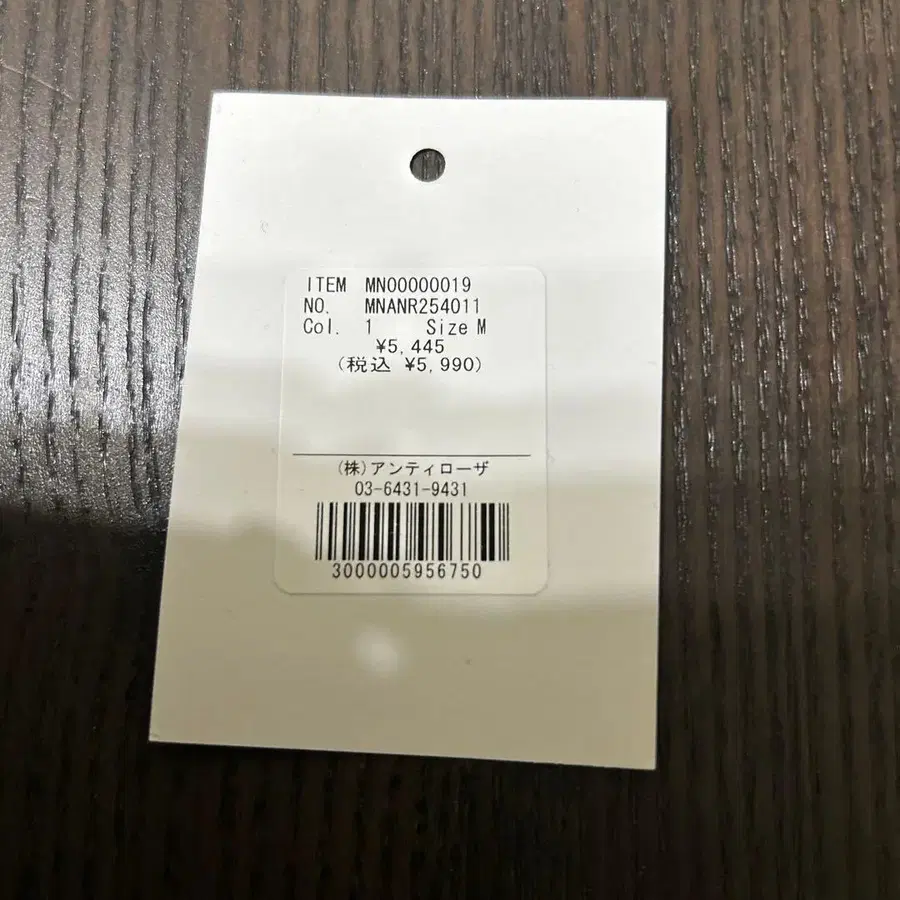 ITEM MN00000019
NO. MNANR254011
Col. 1 Size M
¥5,445
(税込 ¥5,990)
(株)アンティローザ
03-6431-9431
3000005956750